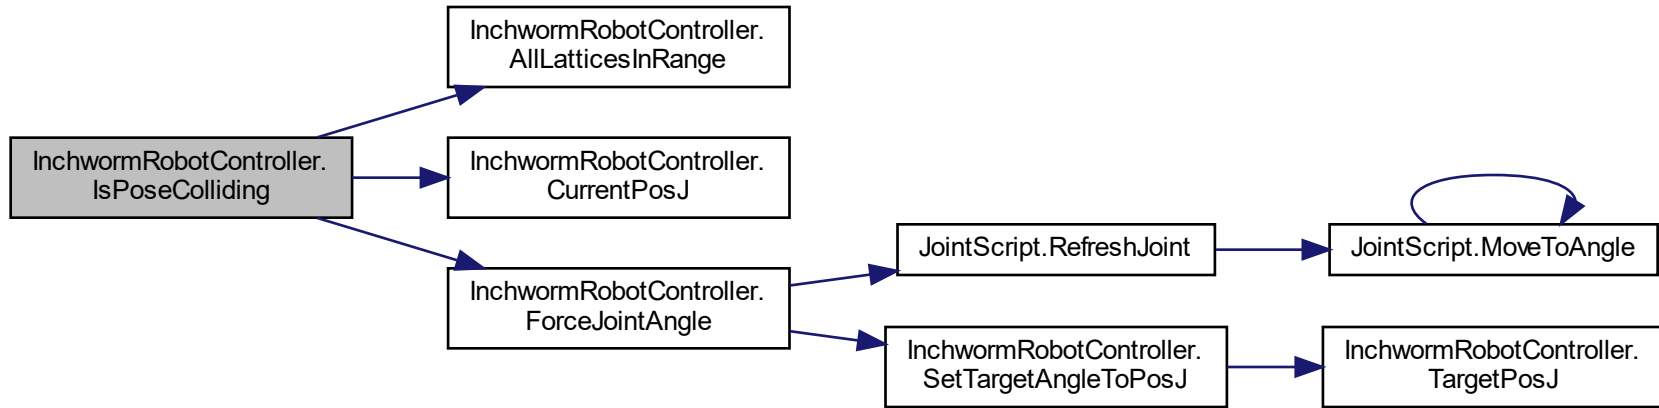 InchwormRobotController.
IsPoseColliding
InchwormRobotController.
AllLatticesInRange
InchwormRobotController.
CurrentPosJ
InchwormRobotController.
ForceJointAngle
JointScript.RefreshJoint
JointScript.MoveToAngle
InchwormRobotController.
SetTargetAngleToPosJ
InchwormRobotController.
TargetPosJ